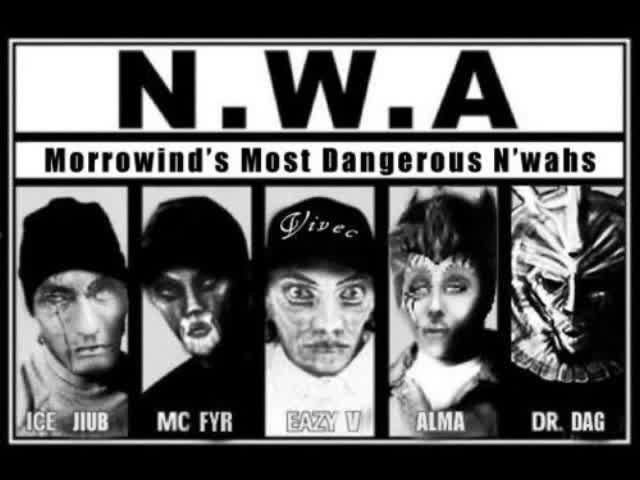 N.W.A
Morrowind's Most Dangerous N'wahs
Vivec
ICE JIUB
MC FYR
EAZY V
ALMA
DR. DAG